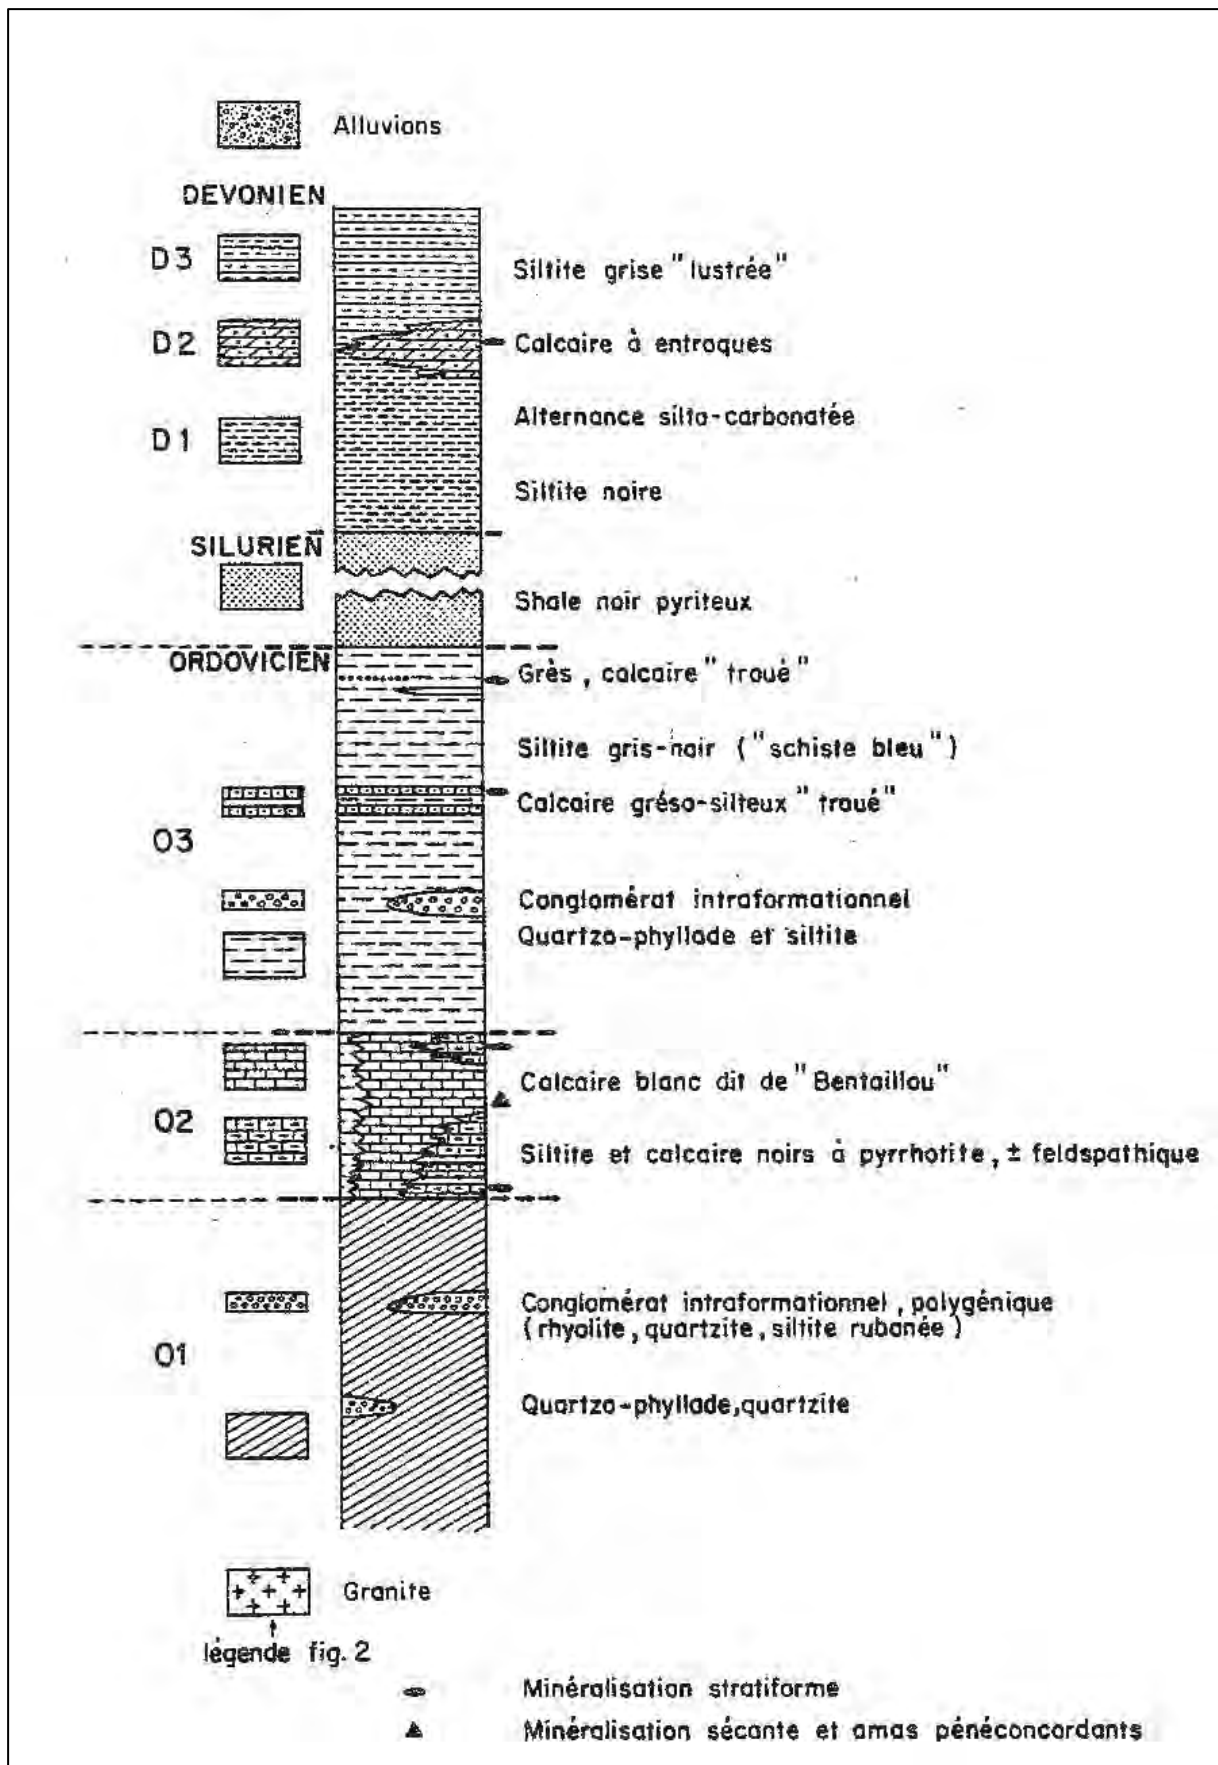 Alluvions
DEVONIEN
D3
Siltite grise "lustrée"
D2
Calcaire à entroques
Alternance silto-carbonatée
D1
Siltite noire
SILURIEN
Shale noir pyriteux
ORDOVICIEN
Grès, calcaire "troué"
Siltite gris-noir ("schiste bleu")
Calcaire gréso-silteux "troué"
O3
Conglomérat intraformationnel
Quartzo-phyllade et siltite
Calcaire blanc dit de "Bentaillou"
O2
Siltite et calcaire noirs à pyrrhotite, ± feldspathique
Conglomérat intraformationnel, polygénique
(rhyolite, quartzite, siltite rubanée)
O1
Quartzo-phyllade, quartzite
Granite
légende fig. 2
Minéralisation stratiforme
Minéralisation sécante et amas pénéconcordants